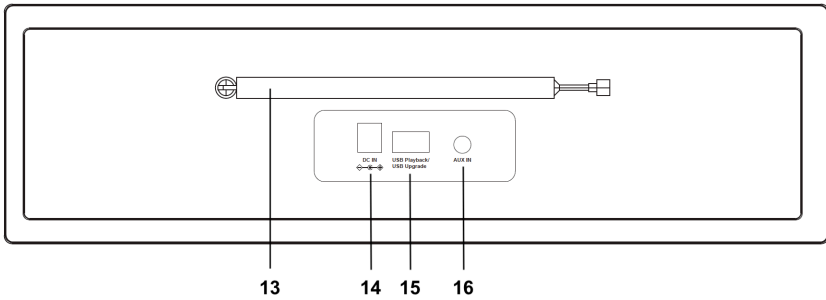 DC IN
USB Playback/
USB Upgrade
AUX IN
13
14
15
16